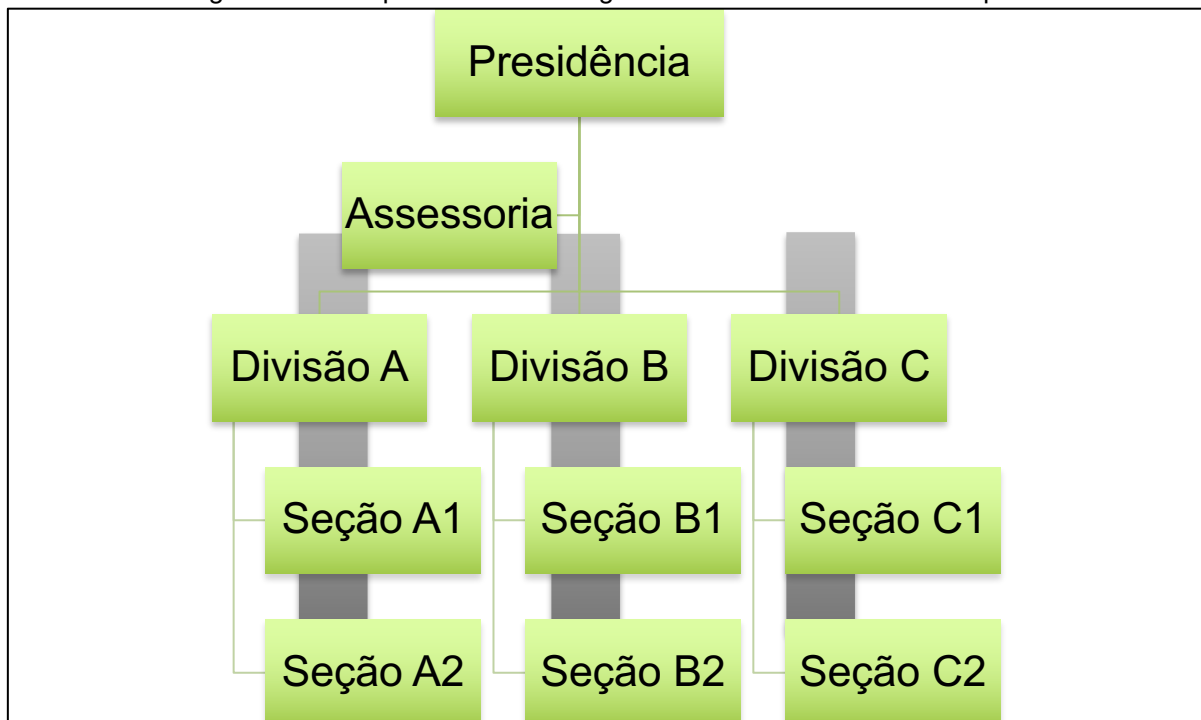 Presidência
Assessoria
Divisão A
Divisão B
Divisão C
Seção A1
Seção B1
Seção C1
Seção A2
Seção B2
Seção C2